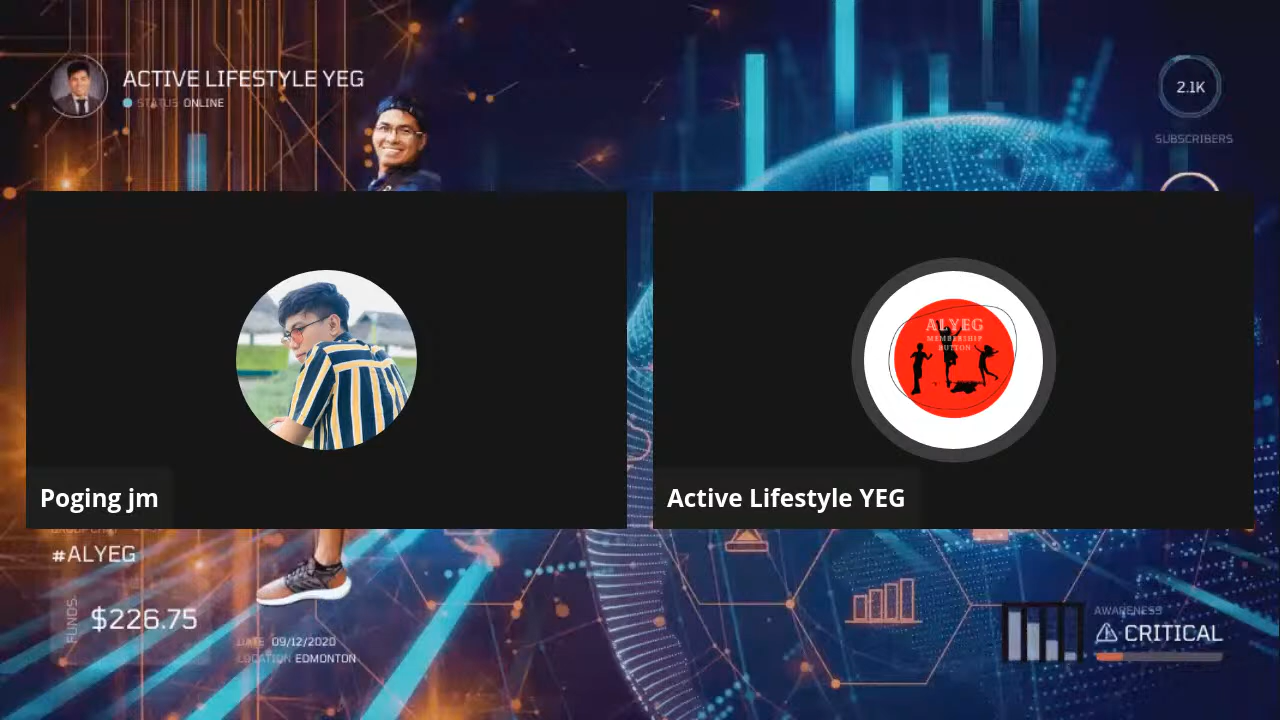 ACTIVE LIFESTYLE YEG
STATUS ONLINE
2.1K
SUBSCRIBERS
ALYEG
MEMBERSHIP
BUTTON
Poging jm
Active Lifestyle YEG
#ALYEG
FUNDS
$226.75
DATE 09/12/2020
LOCATION EDMONTON
AWARENESS
CRITICAL